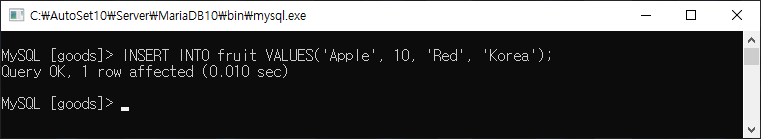 C:₩AutoSet10₩Server₩MariaDB10₩bin₩mysql.exe
MySQL [goods]> INSERT INTO fruit VALUES('Apple', 10, 'Red', 'Korea');
Query OK, 1 row affected (0.010 sec)
MySQL [goods]>